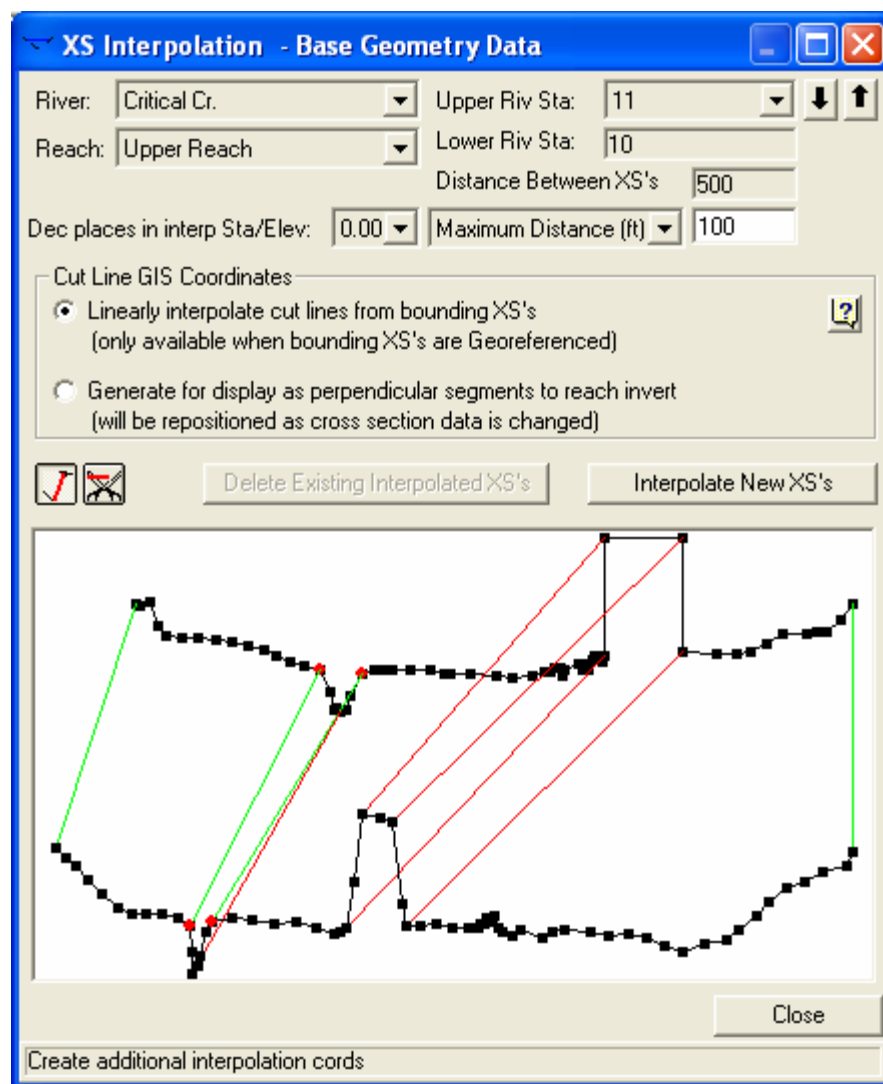 XS Interpolation - Base Geometry Data
River: Critical Cr. Upper Riv Sta: 11
Reach: Upper Reach Lower Riv Sta: 10
Distance Between XS's 500
Dec places in interp Sta/Elev: 0.00 Maximum Distance (ft) 100
Cut Line GIS Coordinates
Linearly interpolate cut lines from bounding XS's
(only available when bounding XS's are Georeferenced)
?
Generate for display as perpendicular segments to reach invert
(will be repositioned as cross section data is changed)
Delete Existing Interpolated XS's Interpolate New XS's
Close
Create additional interpolation cords